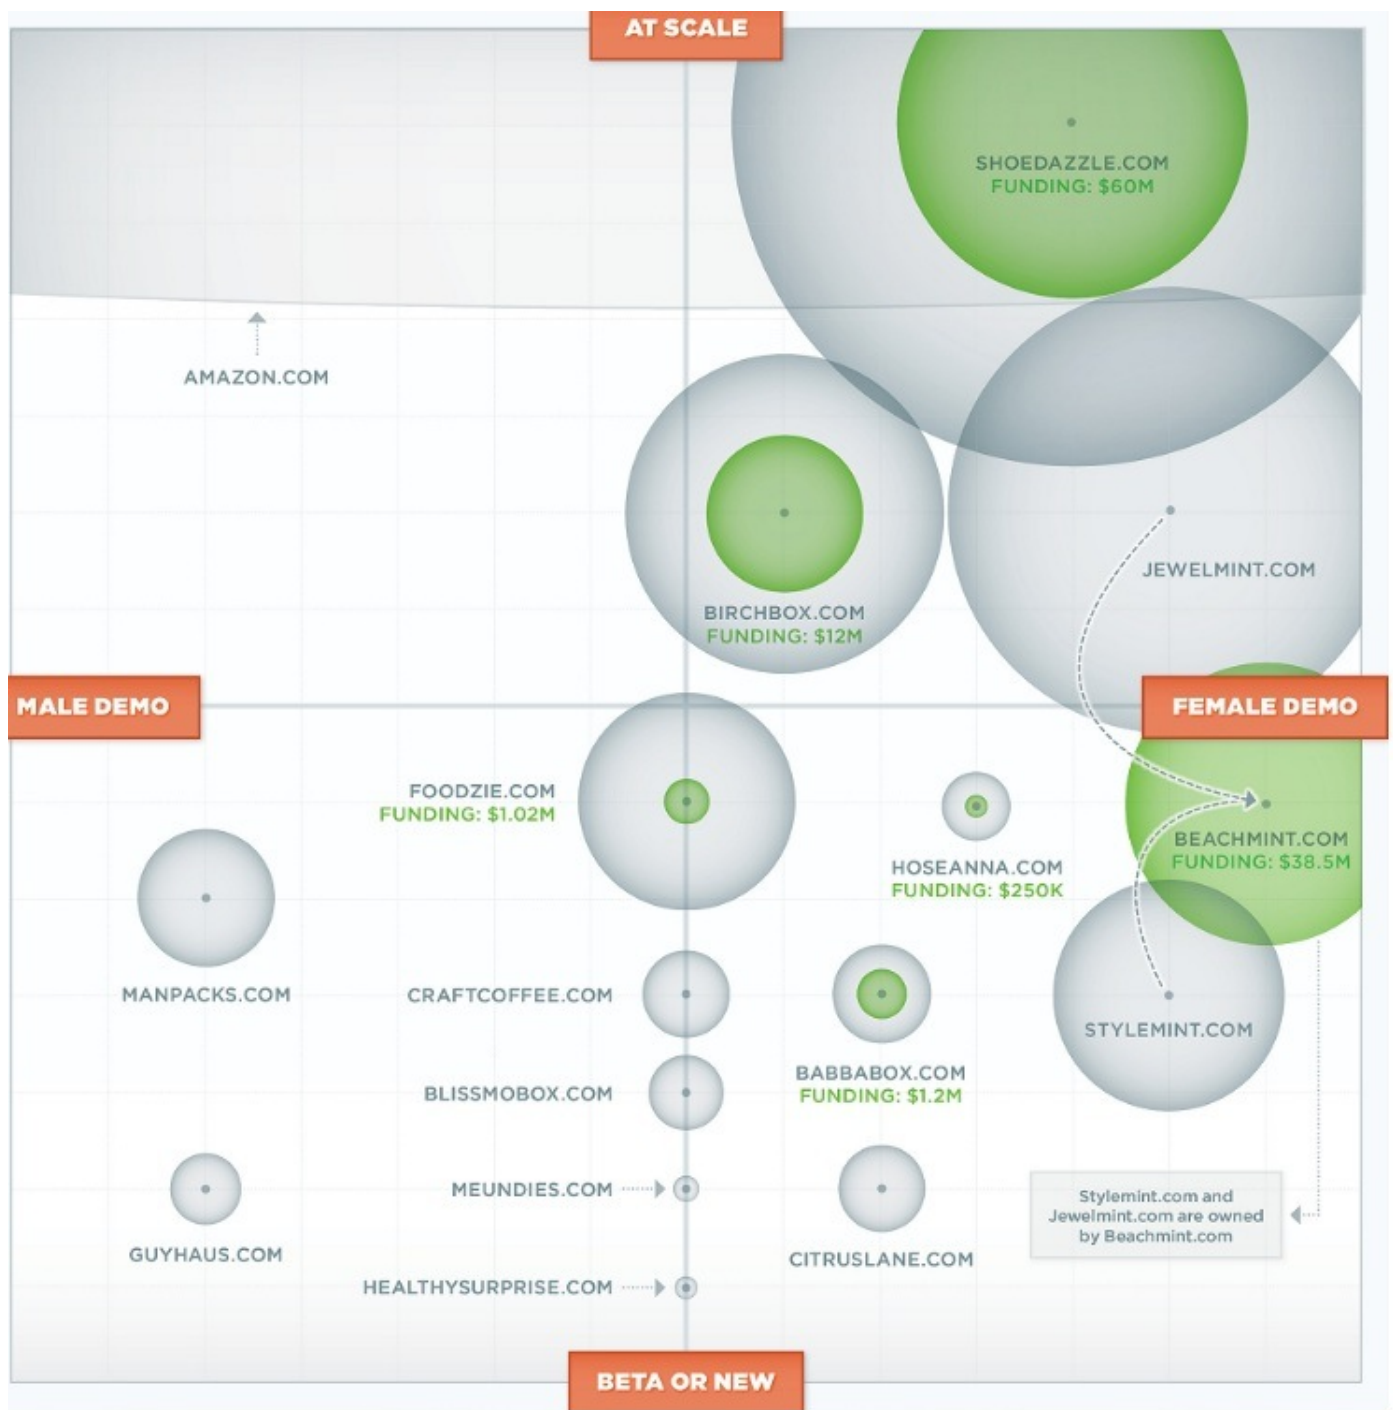 AT SCALE
SHOEDAZZLE.COM
FUNDING: $60M
AMAZON.COM
JEWELMINT.COM
BIRCHBOX.COM
FUNDING: $12M
MALE DEMO
FEMALE DEMO
FOODZIE.COM
FUNDING: $1.02M
BEACHMINT.COM
FUNDING: $38.5M
HOSEANNA.COM
FUNDING: $250K
MANPACKS.COM
CRAFTCOFFEE.COM
STYLEMINT.COM
BABBABOX.COM
FUNDING: $1.2M
BLISSMOBOX.COM
MEUNDIES.COM
Stylemint.com and
Jewelmint.com are owned
by Beachmint.com
GUYHAUS.COM
CITRUSLANE.COM
HEALTHYSURPRISE.COM
BETA OR NEW